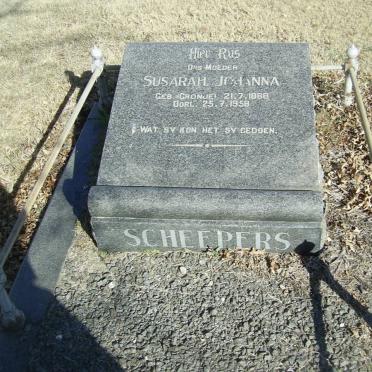 HIER RUS
ONS MOEDER
SUSARAH JOHANNA
GEB (CRONJE) 21.7.1886
OORL. 25.7.1958
WAT SY KON HET SY GEDOEN.
SCHEEPERS